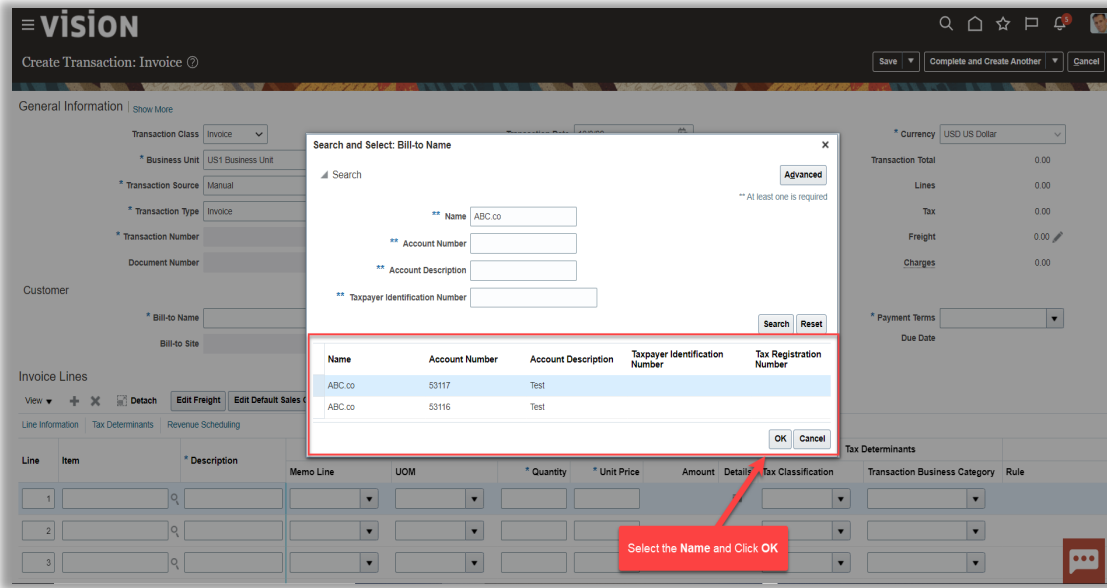 VISION
5
Create Transaction: Invoice
Save
Complete and Create Another
Cancel
General Information
Show More
Transaction Class Invoice
* Currency USD US Dollar
* Business Unit US1 Business Unit
Transaction Total 0.00
* Transaction Source Manual
Lines 0.00
* Transaction Type Invoice
Tax 0.00
* Transaction Number
Freight 0.00
Document Number
Charges 0.00
Customer
* Bill-to Name
* Payment Terms
Bill-to Site
Due Date
Search and Select: Bill-to Name
Search
Advanced
** At least one is required
** Name ABC.co
** Account Number
** Account Description
** Taxpayer Identification Number
Search Reset
Name Account Number Account Description Taxpayer Identification Number Tax Registration Number
ABC.co 53117 Test
ABC.co 53116 Test
OK Cancel
Invoice Lines
View Detach Edit Freight Edit Default Sales
Line Information Tax Determinants Revenue Scheduling
Tax Determinants
Line Item * Description Memo Line UOM * Quantity * Unit Price Amount Details Tax Classification Transaction Business Category Rule
1
2
3
Select the Name and Click OK